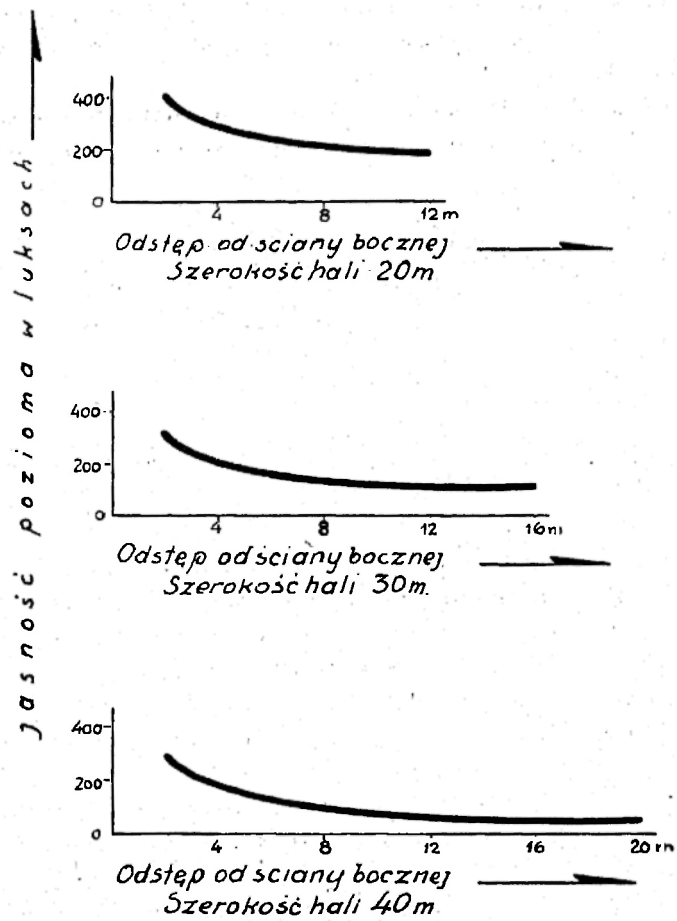 jasność pozioma w luksach
400
200
0
4 8 12m
Odstęp od ściany bocznej
Szerokość hali 20m
400
200
0
4 8 12 16m
Odstęp od ściany bocznej
Szerokość hali 30m.
400
200
0
4 8 12 16 20m
Odstęp od ściany bocznej
Szerokość hali 40m